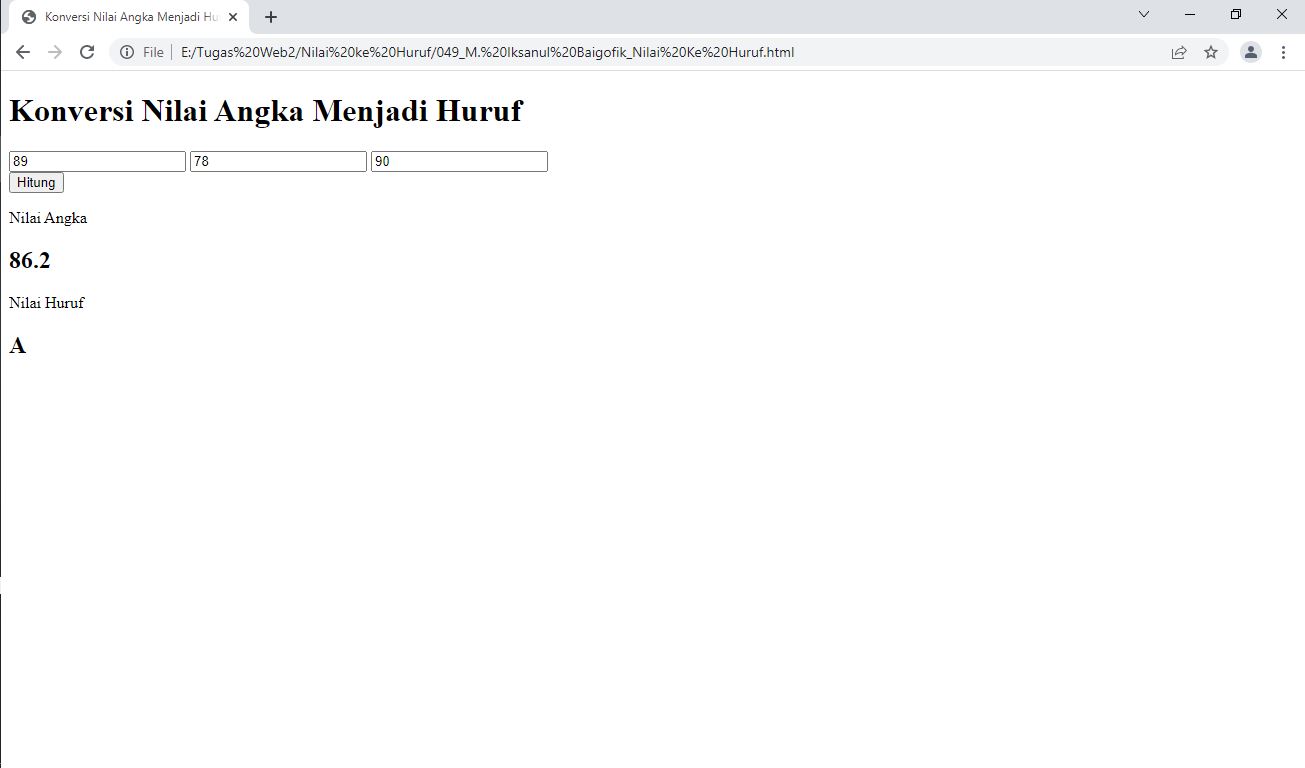 Konversi Nilai Angka Menjadi Hu
File
E:/Tugas%20Web2/Nilai%20ke%20Huruf/049_M.%20Iksanul%20Baigofik_Nilai%20Ke%20Huruf.html
Konversi Nilai Angka Menjadi Huruf
89 78 90
Hitung
Nilai Angka
86.2
Nilai Huruf
A